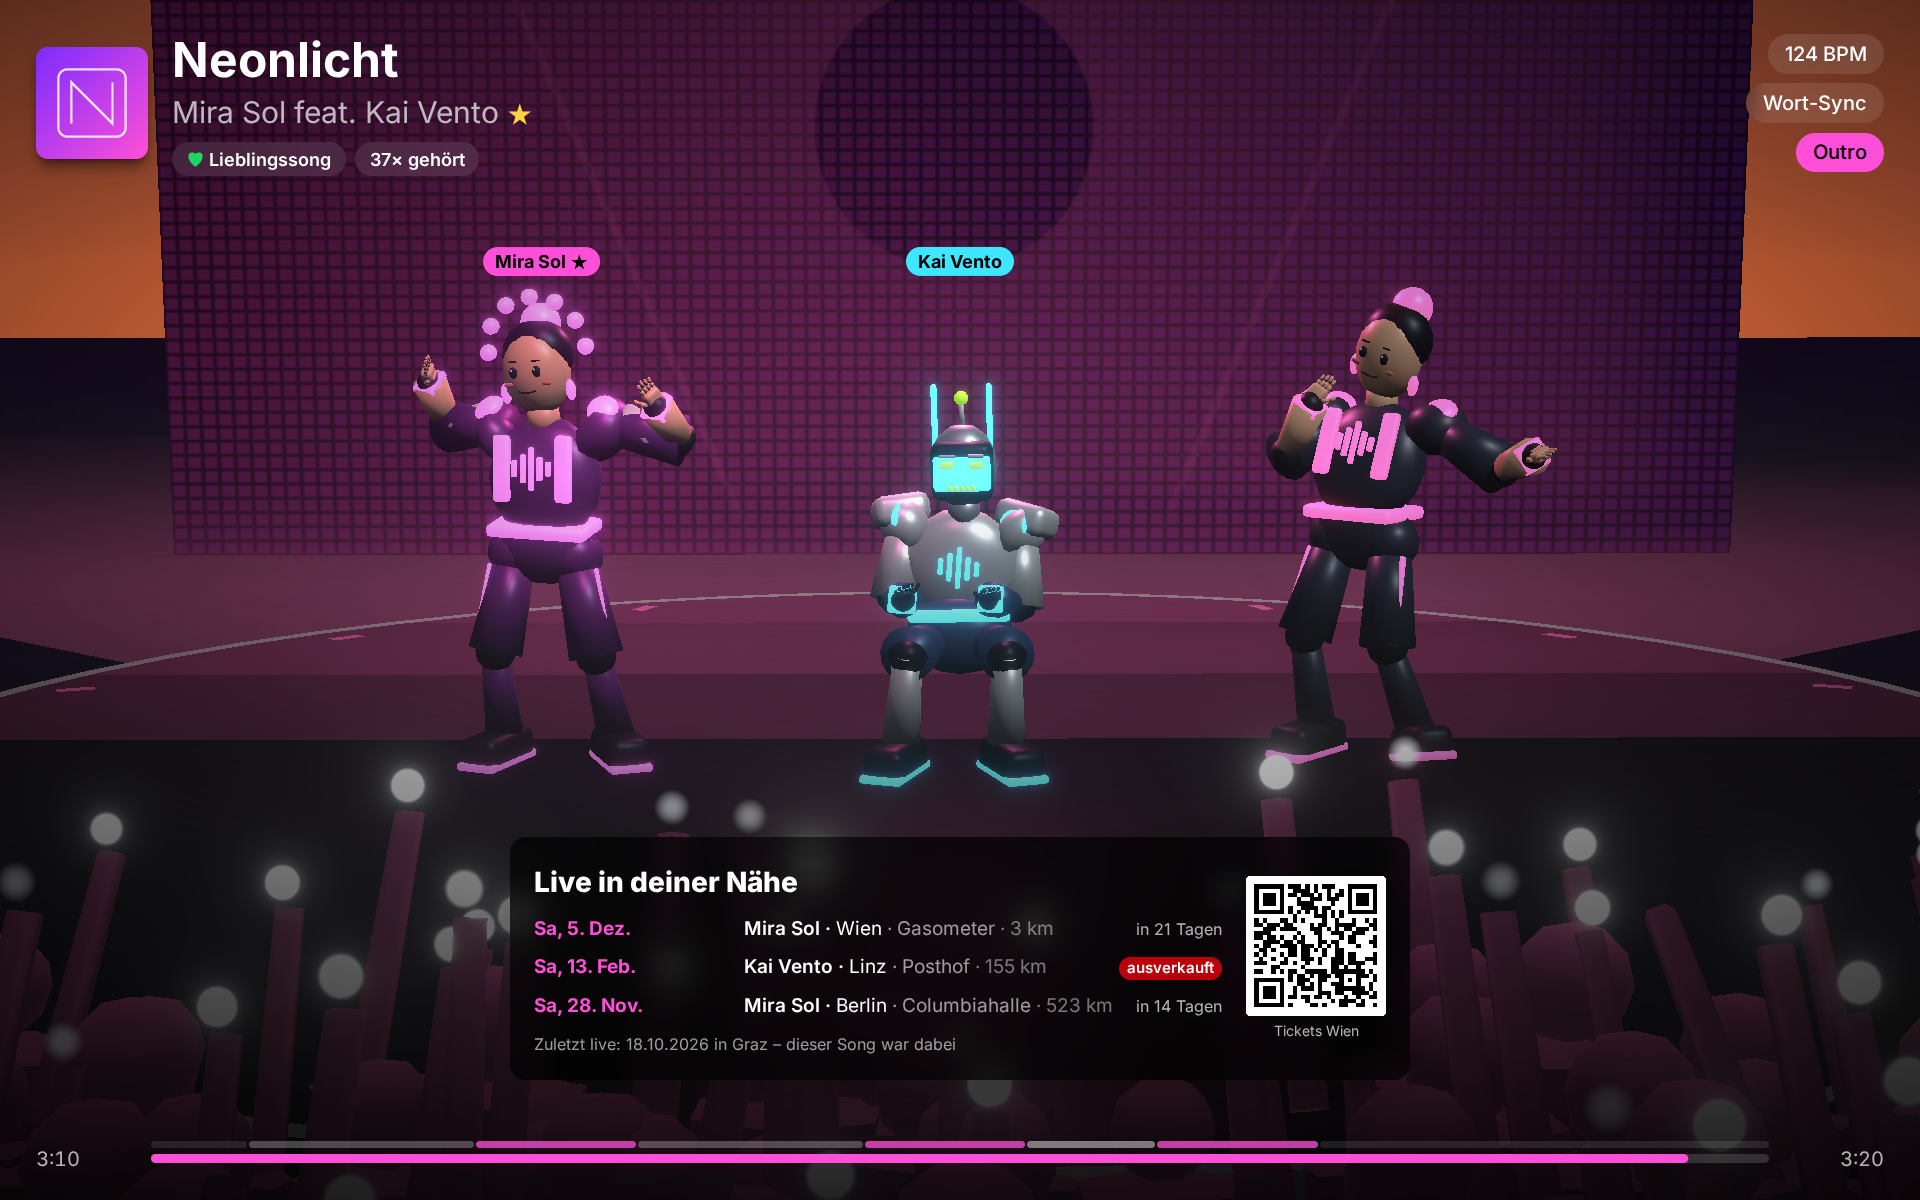 N
Neonlicht
Mira Sol feat. Kai Vento ★
Lieblingssong
37× gehört
124 BPM
Wort-Sync
Outro
Mira Sol ★
Kai Vento
Live in deiner Nähe
Sa, 5. Dez. Mira Sol · Wien · Gasometer · 3 km in 21 Tagen
Sa, 13. Feb. Kai Vento · Linz · Posthof · 155 km ausverkauft
Sa, 28. Nov. Mira Sol · Berlin · Columbiahalle · 523 km in 14 Tagen
Zuletzt live: 18.10.2026 in Graz – dieser Song war dabei
Tickets Wien
3:10
3:20